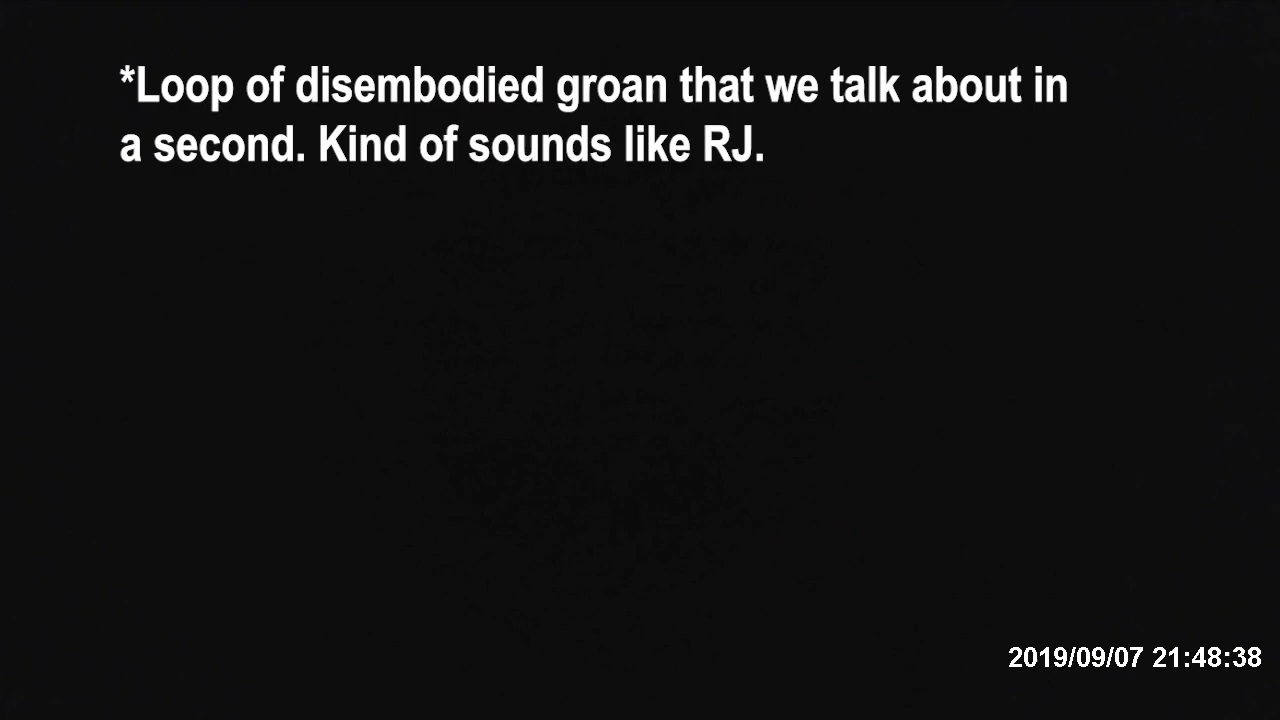 *Loop of disembodied groan that we talk about in
a second. Kind of sounds like RJ.
2019/09/07 21:48:38